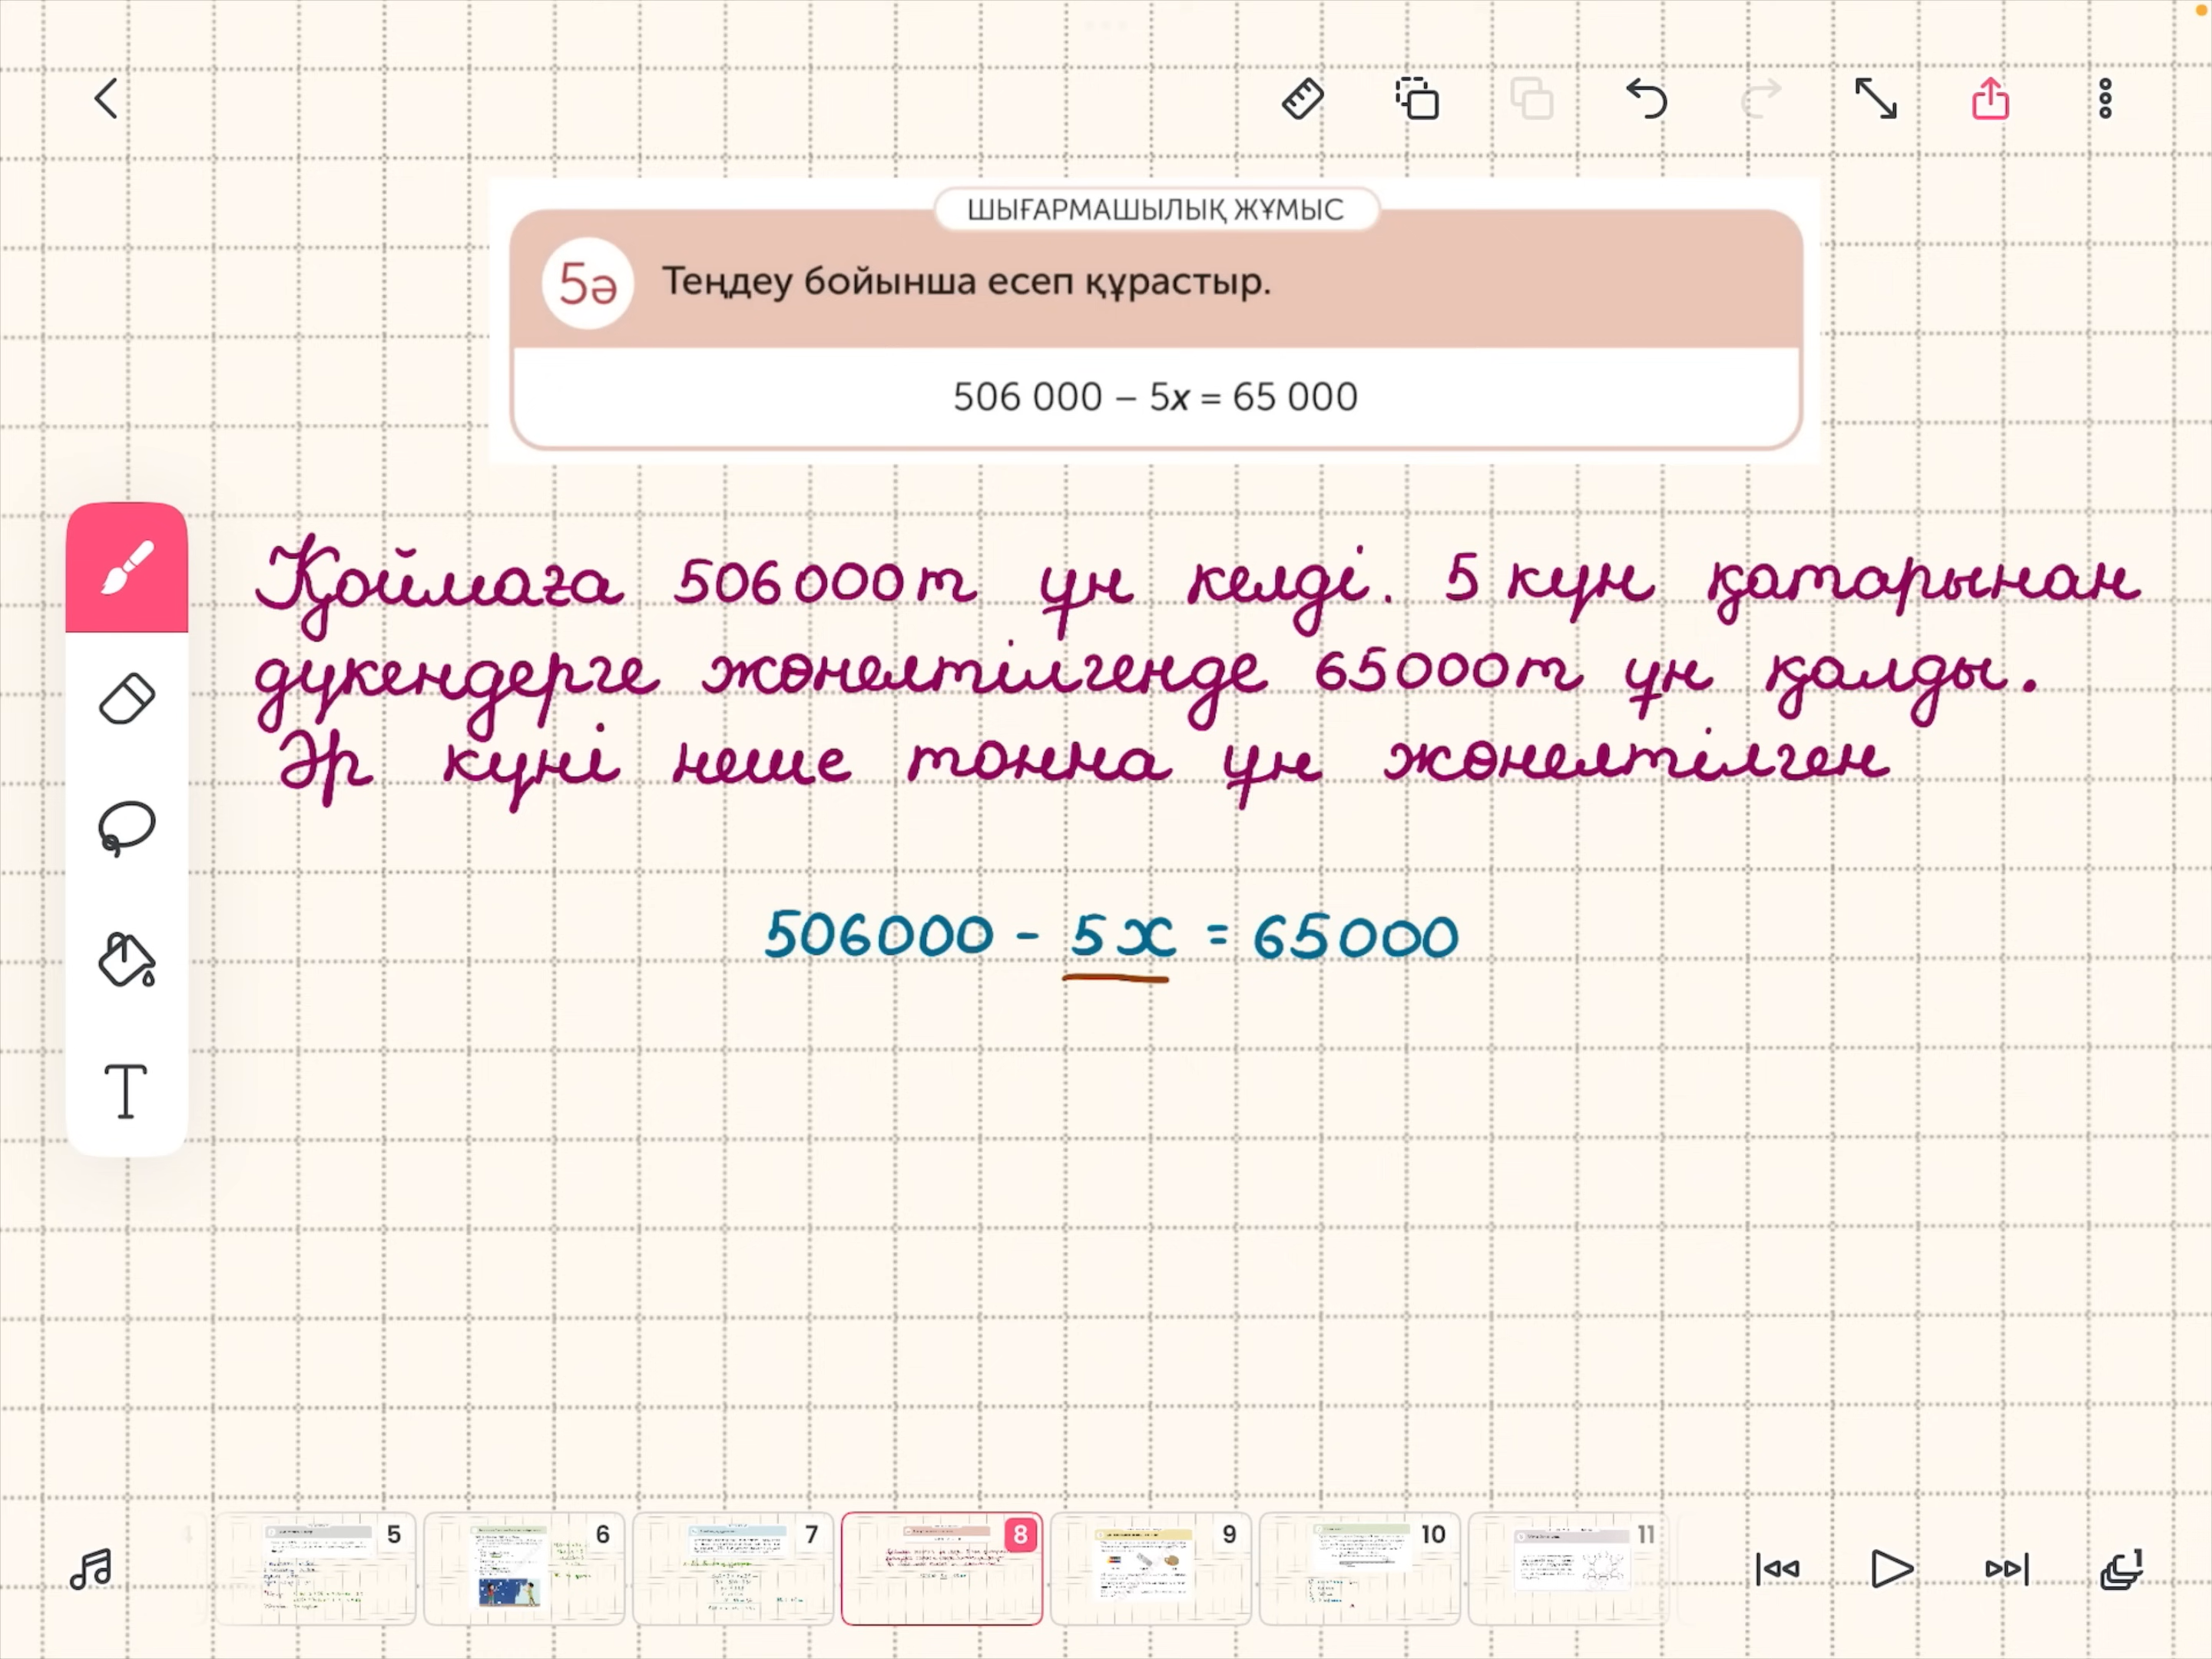 ШЫҒАРМАШЫЛЫҚ ЖҰМЫС
5ә Теңдеу бойынша есеп құрастыр.
506 000 – 5x = 65 000
Қоймаға 506000т ұн келді. 5 күн қатарынан
дүкендерге жөнелтілгенде 65000т ұн қалды.
Әр күні неше тонна ұн жөнелтілген
506000 - 5x = 65000
T
4 5 6 7 8 9 10 11
1